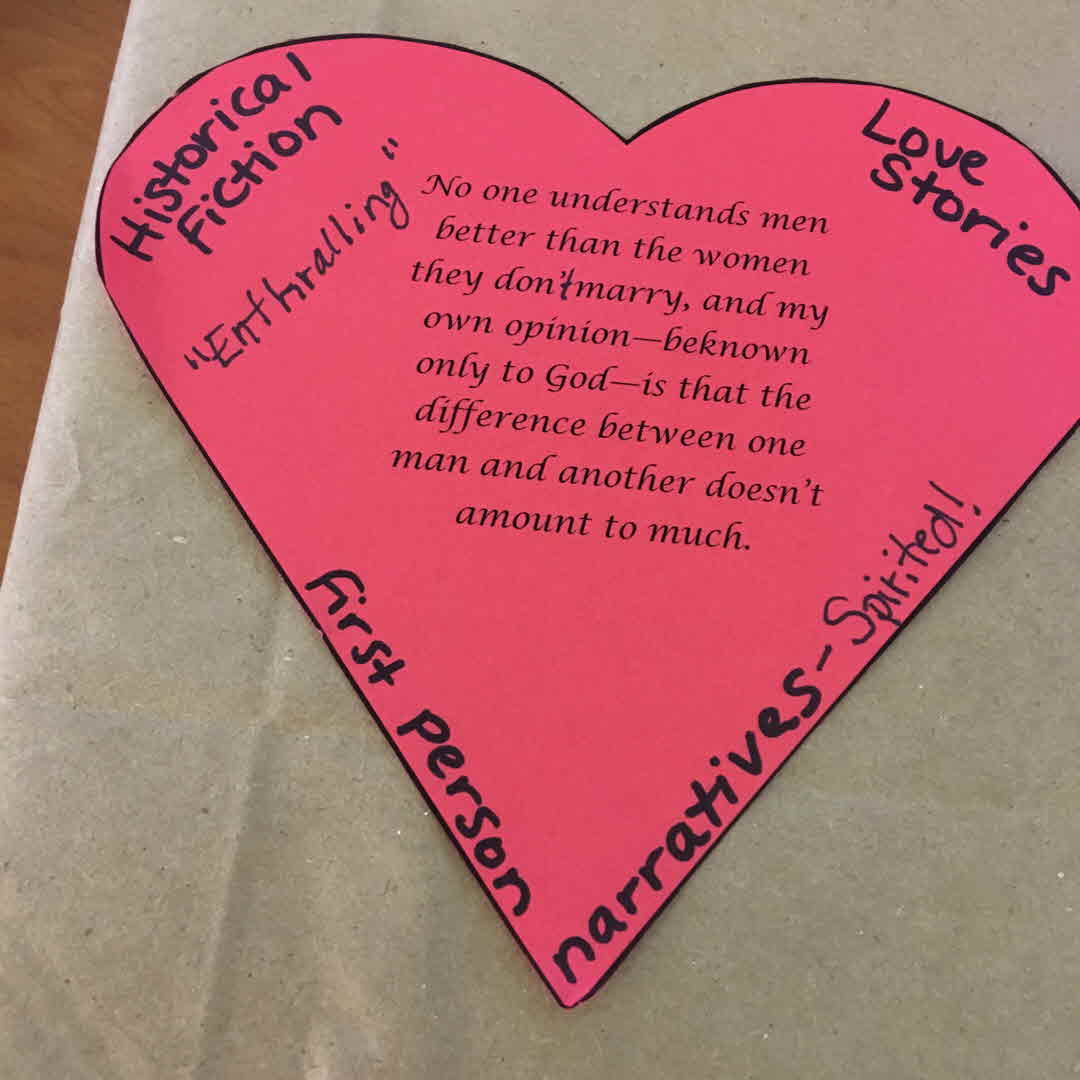 Historical
Fiction
"Enthralling"
Love
Stories
No one understands men
better than the women
they don't marry, and my
own opinion—beknown
only to God—is that the
difference between one
man and another doesn't
amount to much.
First Person
narratives - Spirited!